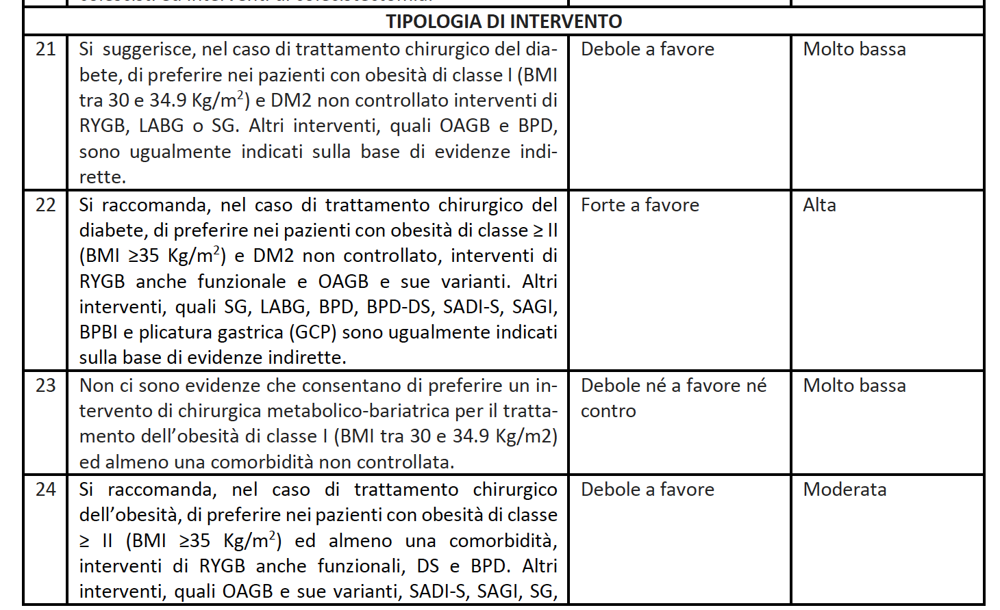 TIPOLOGIA DI INTERVENTO
21 Si suggerisce, nel caso di trattamento chirurgico del dia- Debole a favore Molto bassa
bete, di preferire nei pazienti con obesità di classe I (BMI
tra 30 e 34.9 Kg/m²) e DM2 non controllato interventi di
RYGB, LABG o SG. Altri interventi, quali OAGB e BPD,
sono ugualmente indicati sulla base di evidenze indi-
rette.
22 Si raccomanda, nel caso di trattamento chirurgico del Forte a favore Alta
diabete, di preferire nei pazienti con obesità di classe ≥ II
(BMI ≥35 Kg/m²) e DM2 non controllato, interventi di
RYGB anche funzionale e OAGB e sue varianti. Altri
interventi, quali SG, LABG, BPD, BPD-DS, SADI-S, SAGI,
BPBI e plicatura gastrica (GCP) sono ugualmente indicati
sulla base di evidenze indirette.
23 Non ci sono evidenze che consentano di preferire un in- Debole né a favore né Molto bassa
tervento di chirurgica metabolico-bariatrica per il tratta- contro
mento dell’obesità di classe I (BMI tra 30 e 34.9 Kg/m2)
ed almeno una comorbidità non controllata.
24 Si raccomanda, nel caso di trattamento chirurgico Debole a favore Moderata
dell’obesità, di preferire nei pazienti con obesità di classe
≥ II (BMI ≥35 Kg/m²) ed almeno una comorbidità,
interventi di RYGB anche funzionali, DS e BPD. Altri
interventi, quali OAGB e sue varianti, SADI-S, SAGI, SG,